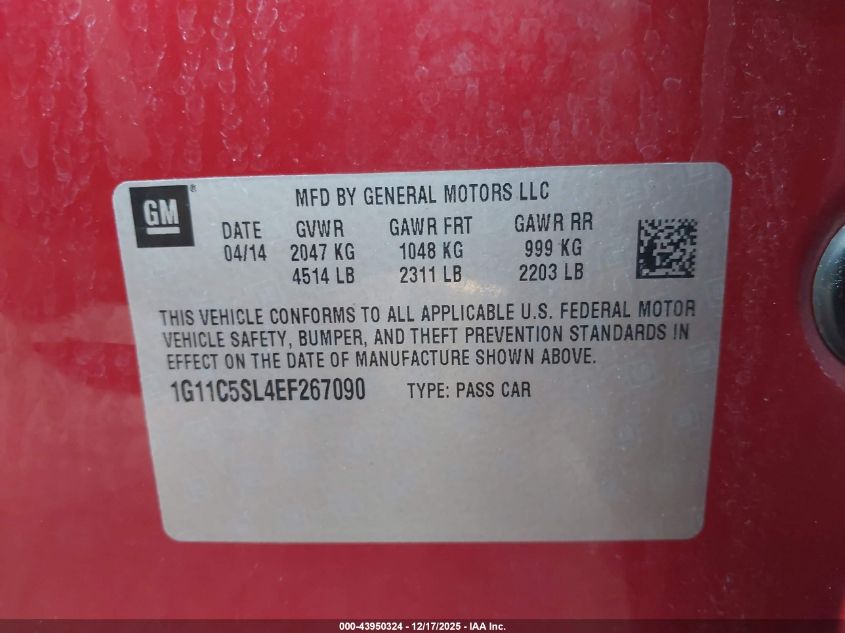 GM®
MFD BY GENERAL MOTORS LLC
DATE GVWR GAWR FRT GAWR RR
04/14 2047 KG 1048 KG 999 KG
4514 LB 2311 LB 2203 LB
THIS VEHICLE CONFORMS TO ALL APPLICABLE U.S. FEDERAL MOTOR
VEHICLE SAFETY, BUMPER, AND THEFT PREVENTION STANDARDS IN
EFFECT ON THE DATE OF MANUFACTURE SHOWN ABOVE.
1G11C5SL4EF267090 TYPE: PASS CAR
000-43950324 - 12/17/2025 - IAA Inc.